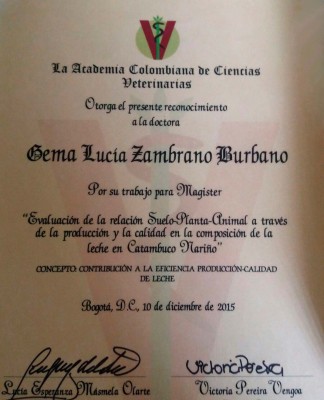 La Academia Colombiana de Ciencias
Veterinarias
Otorga el presente reconocimiento
a la doctora
Gema Lucía Zambrano Burbano
Por su trabajo para Magister
“Evaluación de la relación Suelo-Planta-Animal a través
de la producción y la calidad en la composición de la
leche en Catambuco Nariño”
CONCEPTO CONTRIBUCIÓN A LA EFICIENCIA PRODUCCIÓN-CALIDAD
DE LECHE.
Bogotá, D.C., 10 de diciembre de 2015
Victoria Pereira
Lucía Esperanza Másmela Olarte
Victoria Pereira Vengoa